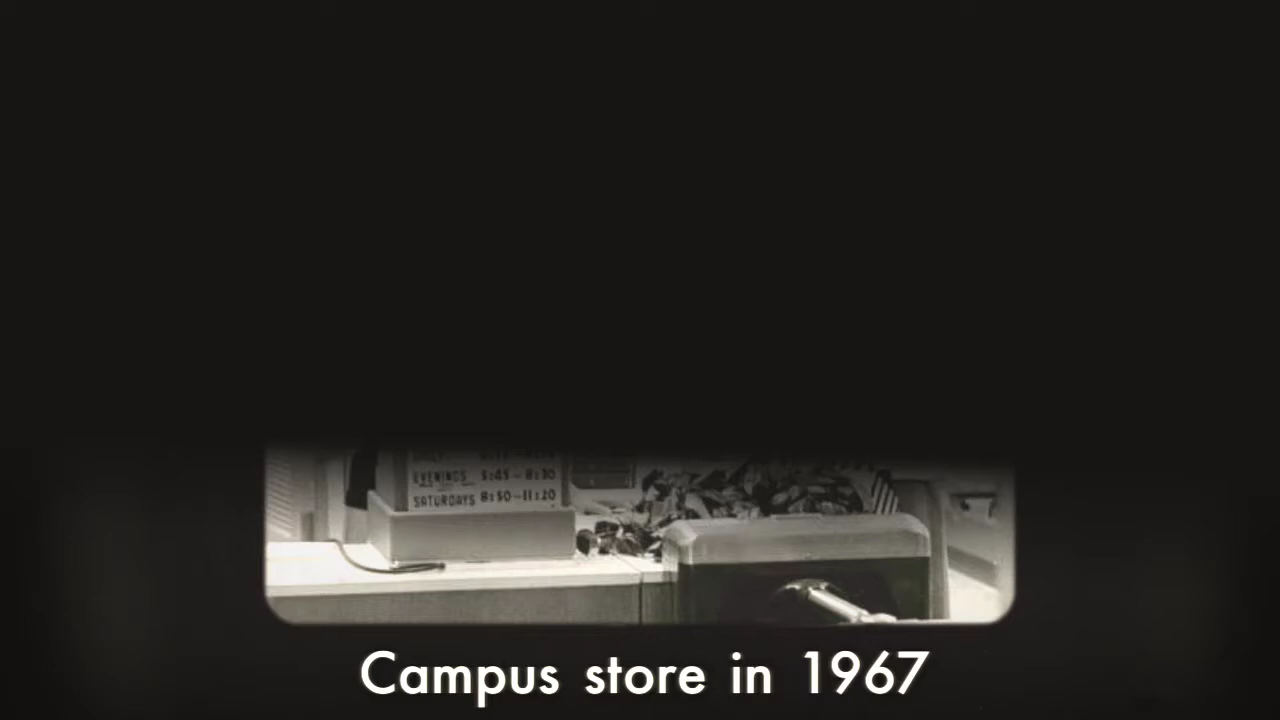 EVENINGS 5:45 - 8:30
SATURDAYS 8:50 - 11:20
Campus store in 1967